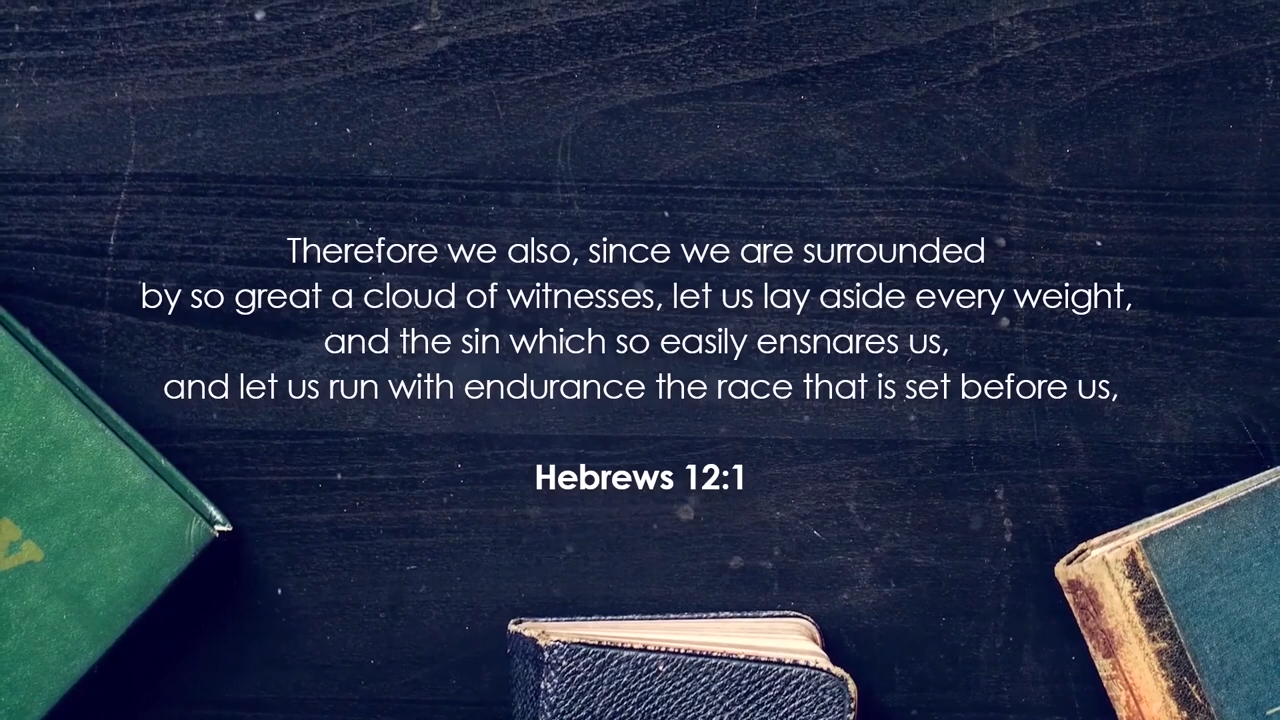 Therefore we also, since we are surrounded
by so great a cloud of witnesses, let us lay aside every weight,
and the sin which so easily ensnares us,
and let us run with endurance the race that is set before us,
Hebrews 12:1